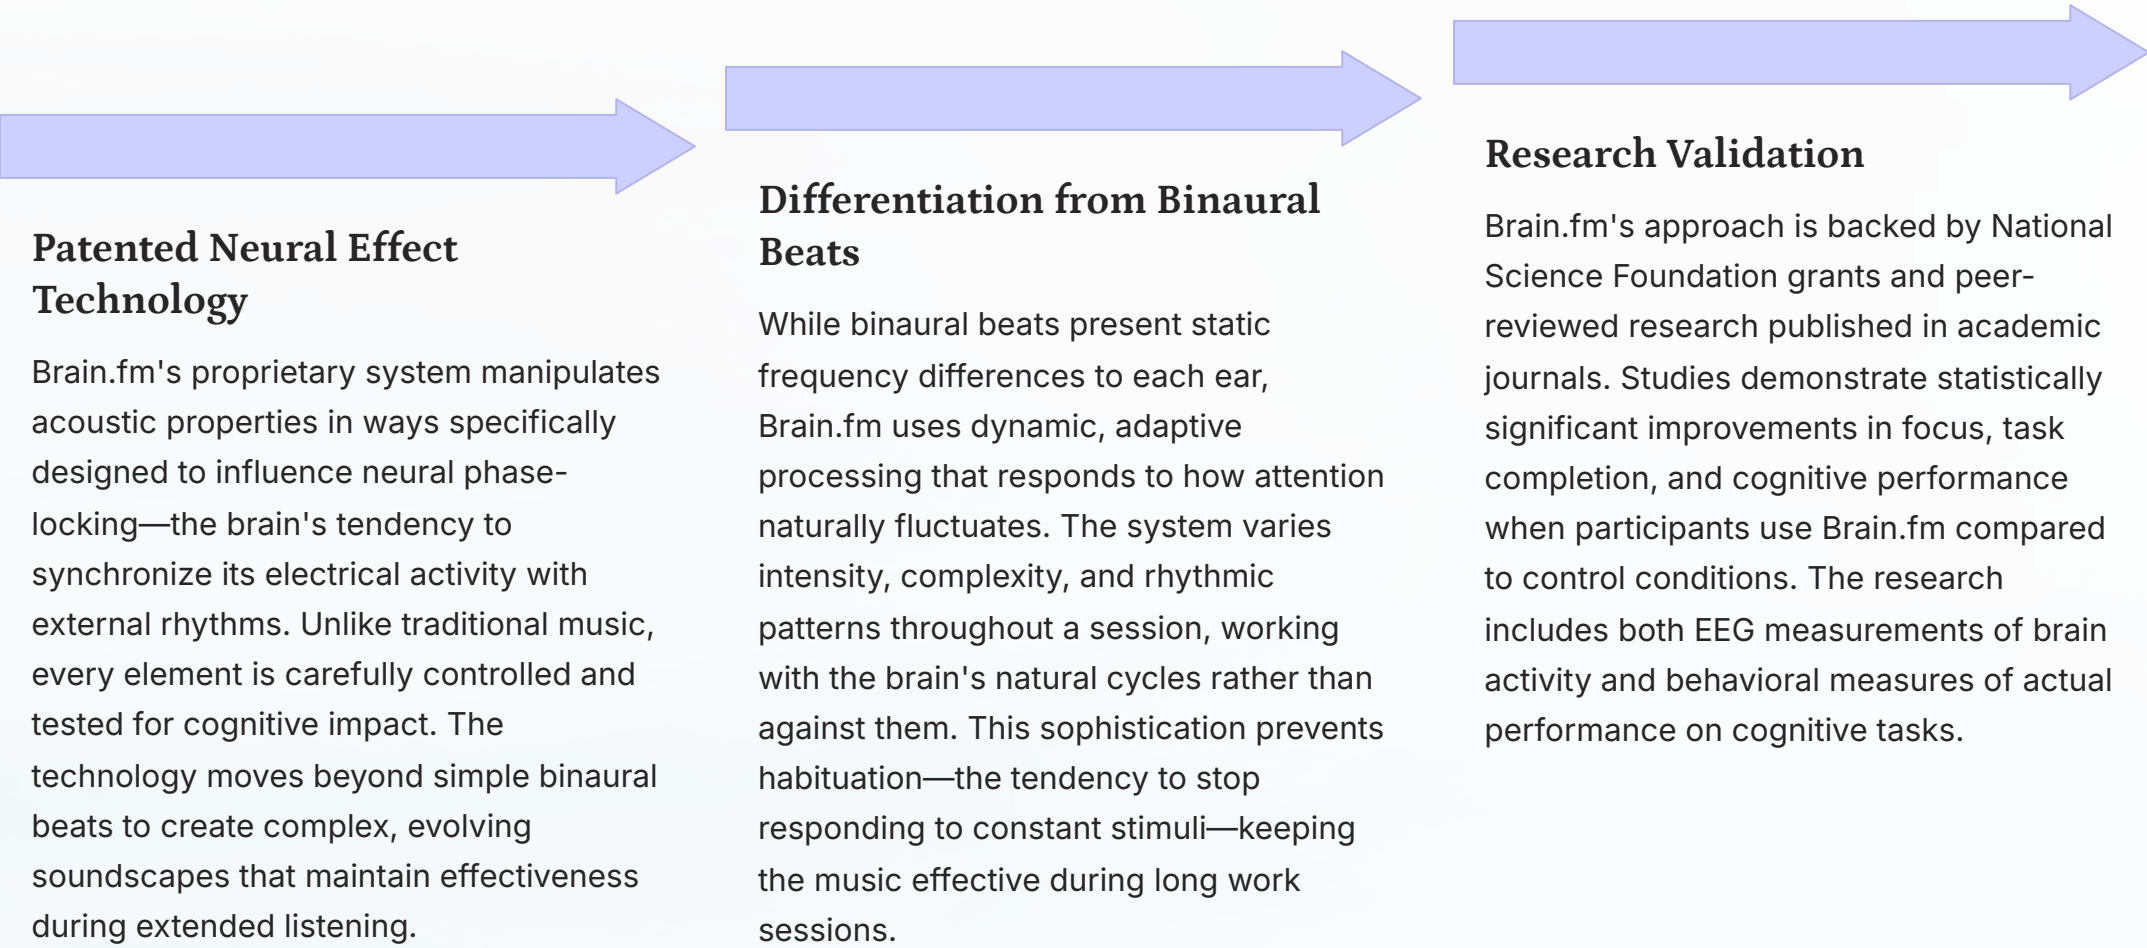 Patented Neural Effect
Technology
Brain.fm's proprietary system manipulates
acoustic properties in ways specifically
designed to influence neural phase-
locking—the brain's tendency to
synchronize its electrical activity with
external rhythms. Unlike traditional music,
every element is carefully controlled and
tested for cognitive impact. The
technology moves beyond simple binaural
beats to create complex, evolving
soundscapes that maintain effectiveness
during extended listening.
Differentiation from Binaural
Beats
While binaural beats present static
frequency differences to each ear,
Brain.fm uses dynamic, adaptive
processing that responds to how attention
naturally fluctuates. The system varies
intensity, complexity, and rhythmic
patterns throughout a session, working
with the brain's natural cycles rather than
against them. This sophistication prevents
habituation—the tendency to stop
responding to constant stimuli—keeping
the music effective during long work
sessions.
Research Validation
Brain.fm's approach is backed by National
Science Foundation grants and peer-
reviewed research published in academic
journals. Studies demonstrate statistically
significant improvements in focus, task
completion, and cognitive performance
when participants use Brain.fm compared
to control conditions. The research
includes both EEG measurements of brain
activity and behavioral measures of actual
performance on cognitive tasks.